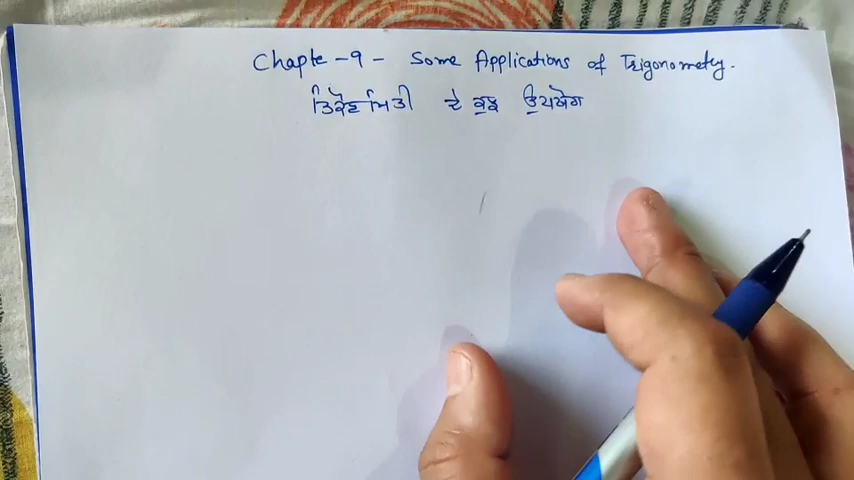 Chapte - 9 - Some Applications of Trigonometry.
ਤਿਕੋਣਮਿਤੀ ਦੇ ਕੁਝ ਉਪਯੋਗ